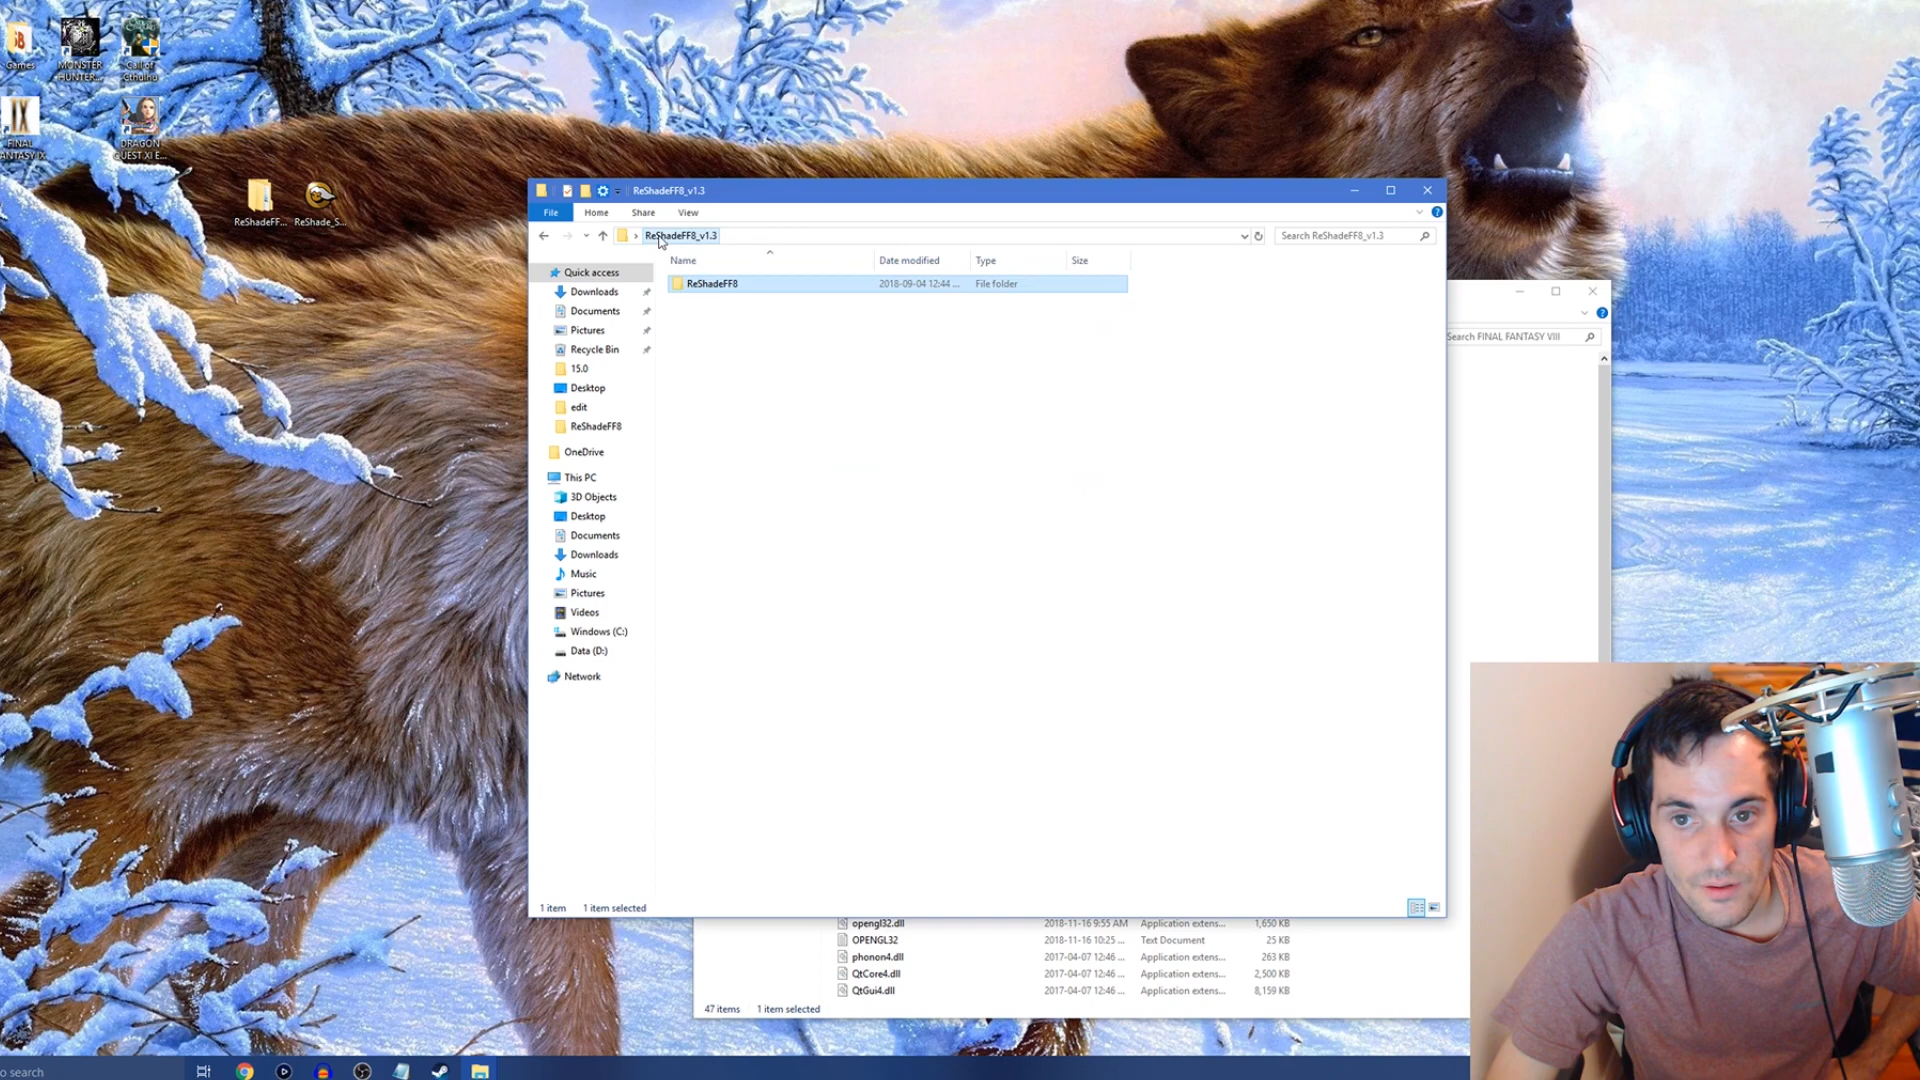 Games
MONSTER
HUNTER...
Call of
Cthulhu
IX
FINAL
FANTASY IX
DRAGON
QUEST XI E...
ReShadeFF...
ReShade_S...
ReShadeFF8_v1.3
File
Home
Share
View
ReShadeFF8_v1.3
Search ReShadeFF8_v1.3
Name
Date modified
Type
Size
ReShadeFF8
2018-09-04 12:44 ...
File folder
Quick access
Downloads
Documents
Pictures
Recycle Bin
15.0
Desktop
edit
ReShadeFF8
OneDrive
This PC
3D Objects
Desktop
Documents
Downloads
Music
Pictures
Videos
Windows (C:)
Data (D:)
Network
1 item
1 item selected
Search FINAL FANTASY VIII
opengl32.dll
2018-11-16 9:55 AM
Application extens...
1,650 KB
OPENGL32
2018-11-16 10:25 ...
Text Document
25 KB
phonon4.dll
2017-04-07 12:46 ...
Application extens...
263 KB
QtCore4.dll
2017-04-07 12:46 ...
Application extens...
2,500 KB
QtGui4.dll
2017-04-07 12:46 ...
Application extens...
8,159 KB
47 items
1 item selected
o search